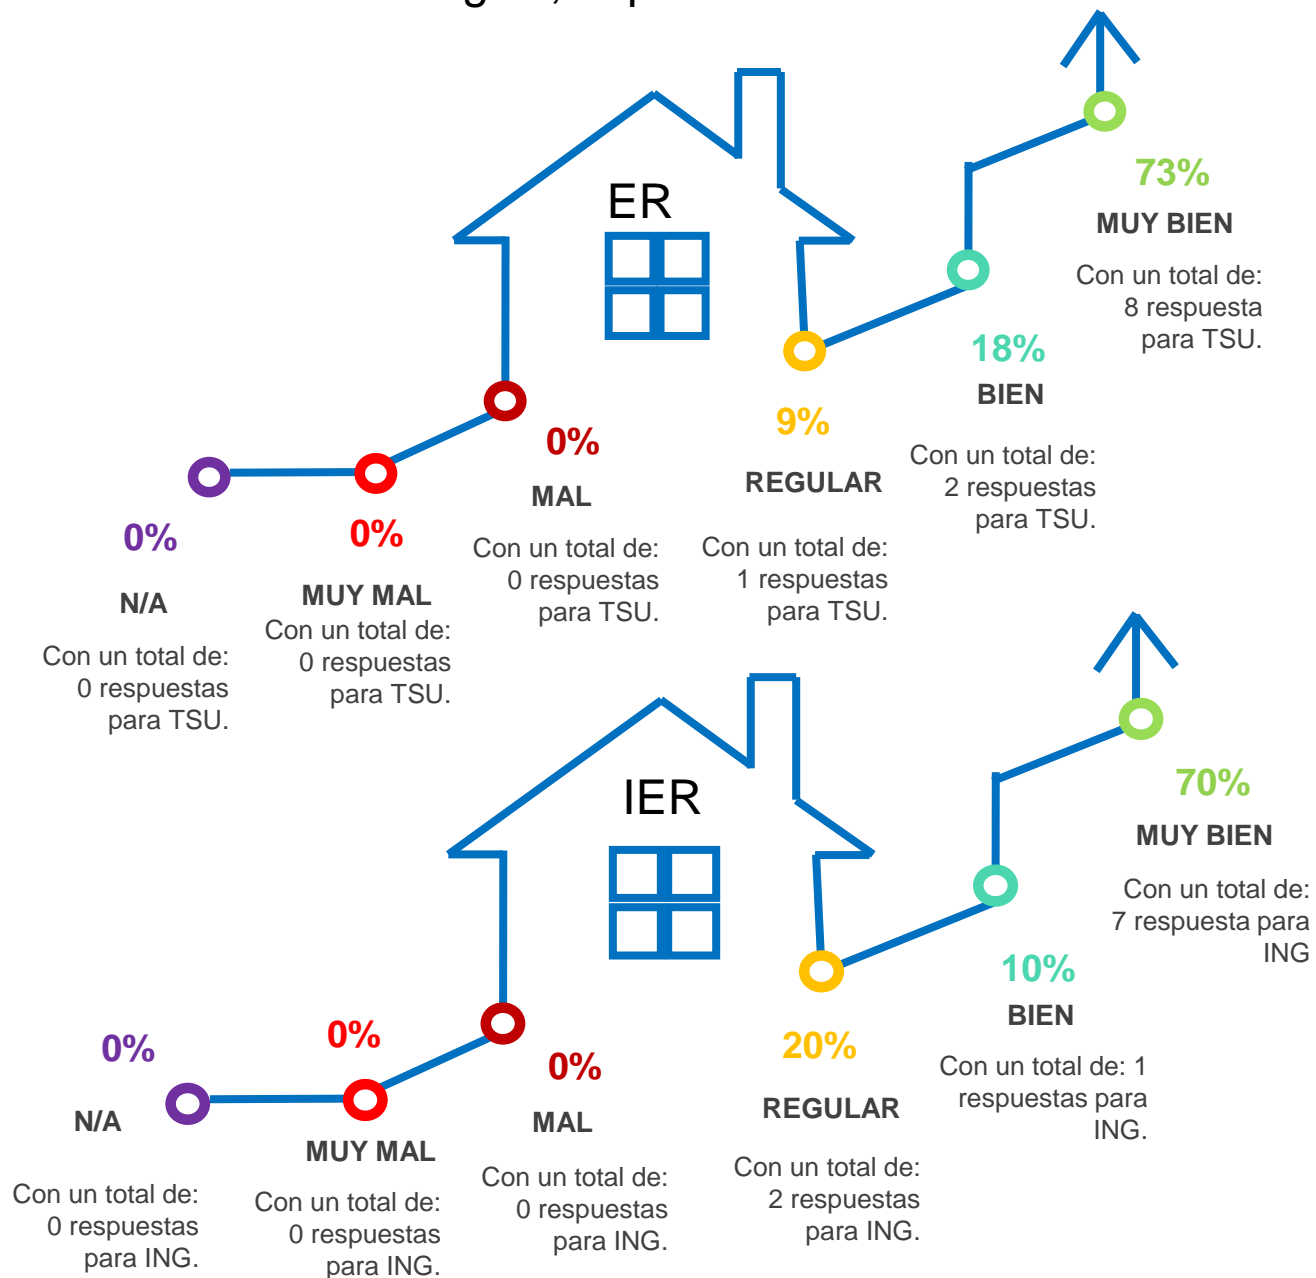 ER
73%
MUY BIEN
Con un total de:
8 respuesta
para TSU.
18%
BIEN
Con un total de:
2 respuestas
para TSU.
9%
REGULAR
Con un total de:
1 respuestas
para TSU.
0%
MAL
Con un total de:
0 respuestas
para TSU.
0%
MUY MAL
Con un total de:
0 respuestas
para TSU.
0%
N/A
Con un total de:
0 respuestas
para TSU.
IER
70%
MUY BIEN
Con un total de:
7 respuesta para
ING
10%
BIEN
Con un total de: 1
respuestas para
ING.
20%
REGULAR
Con un total de:
2 respuestas
para ING.
0%
MAL
Con un total de:
0 respuestas
para ING.
0%
MUY MAL
Con un total de:
0 respuestas
para ING.
0%
N/A
Con un total de:
0 respuestas
para ING.